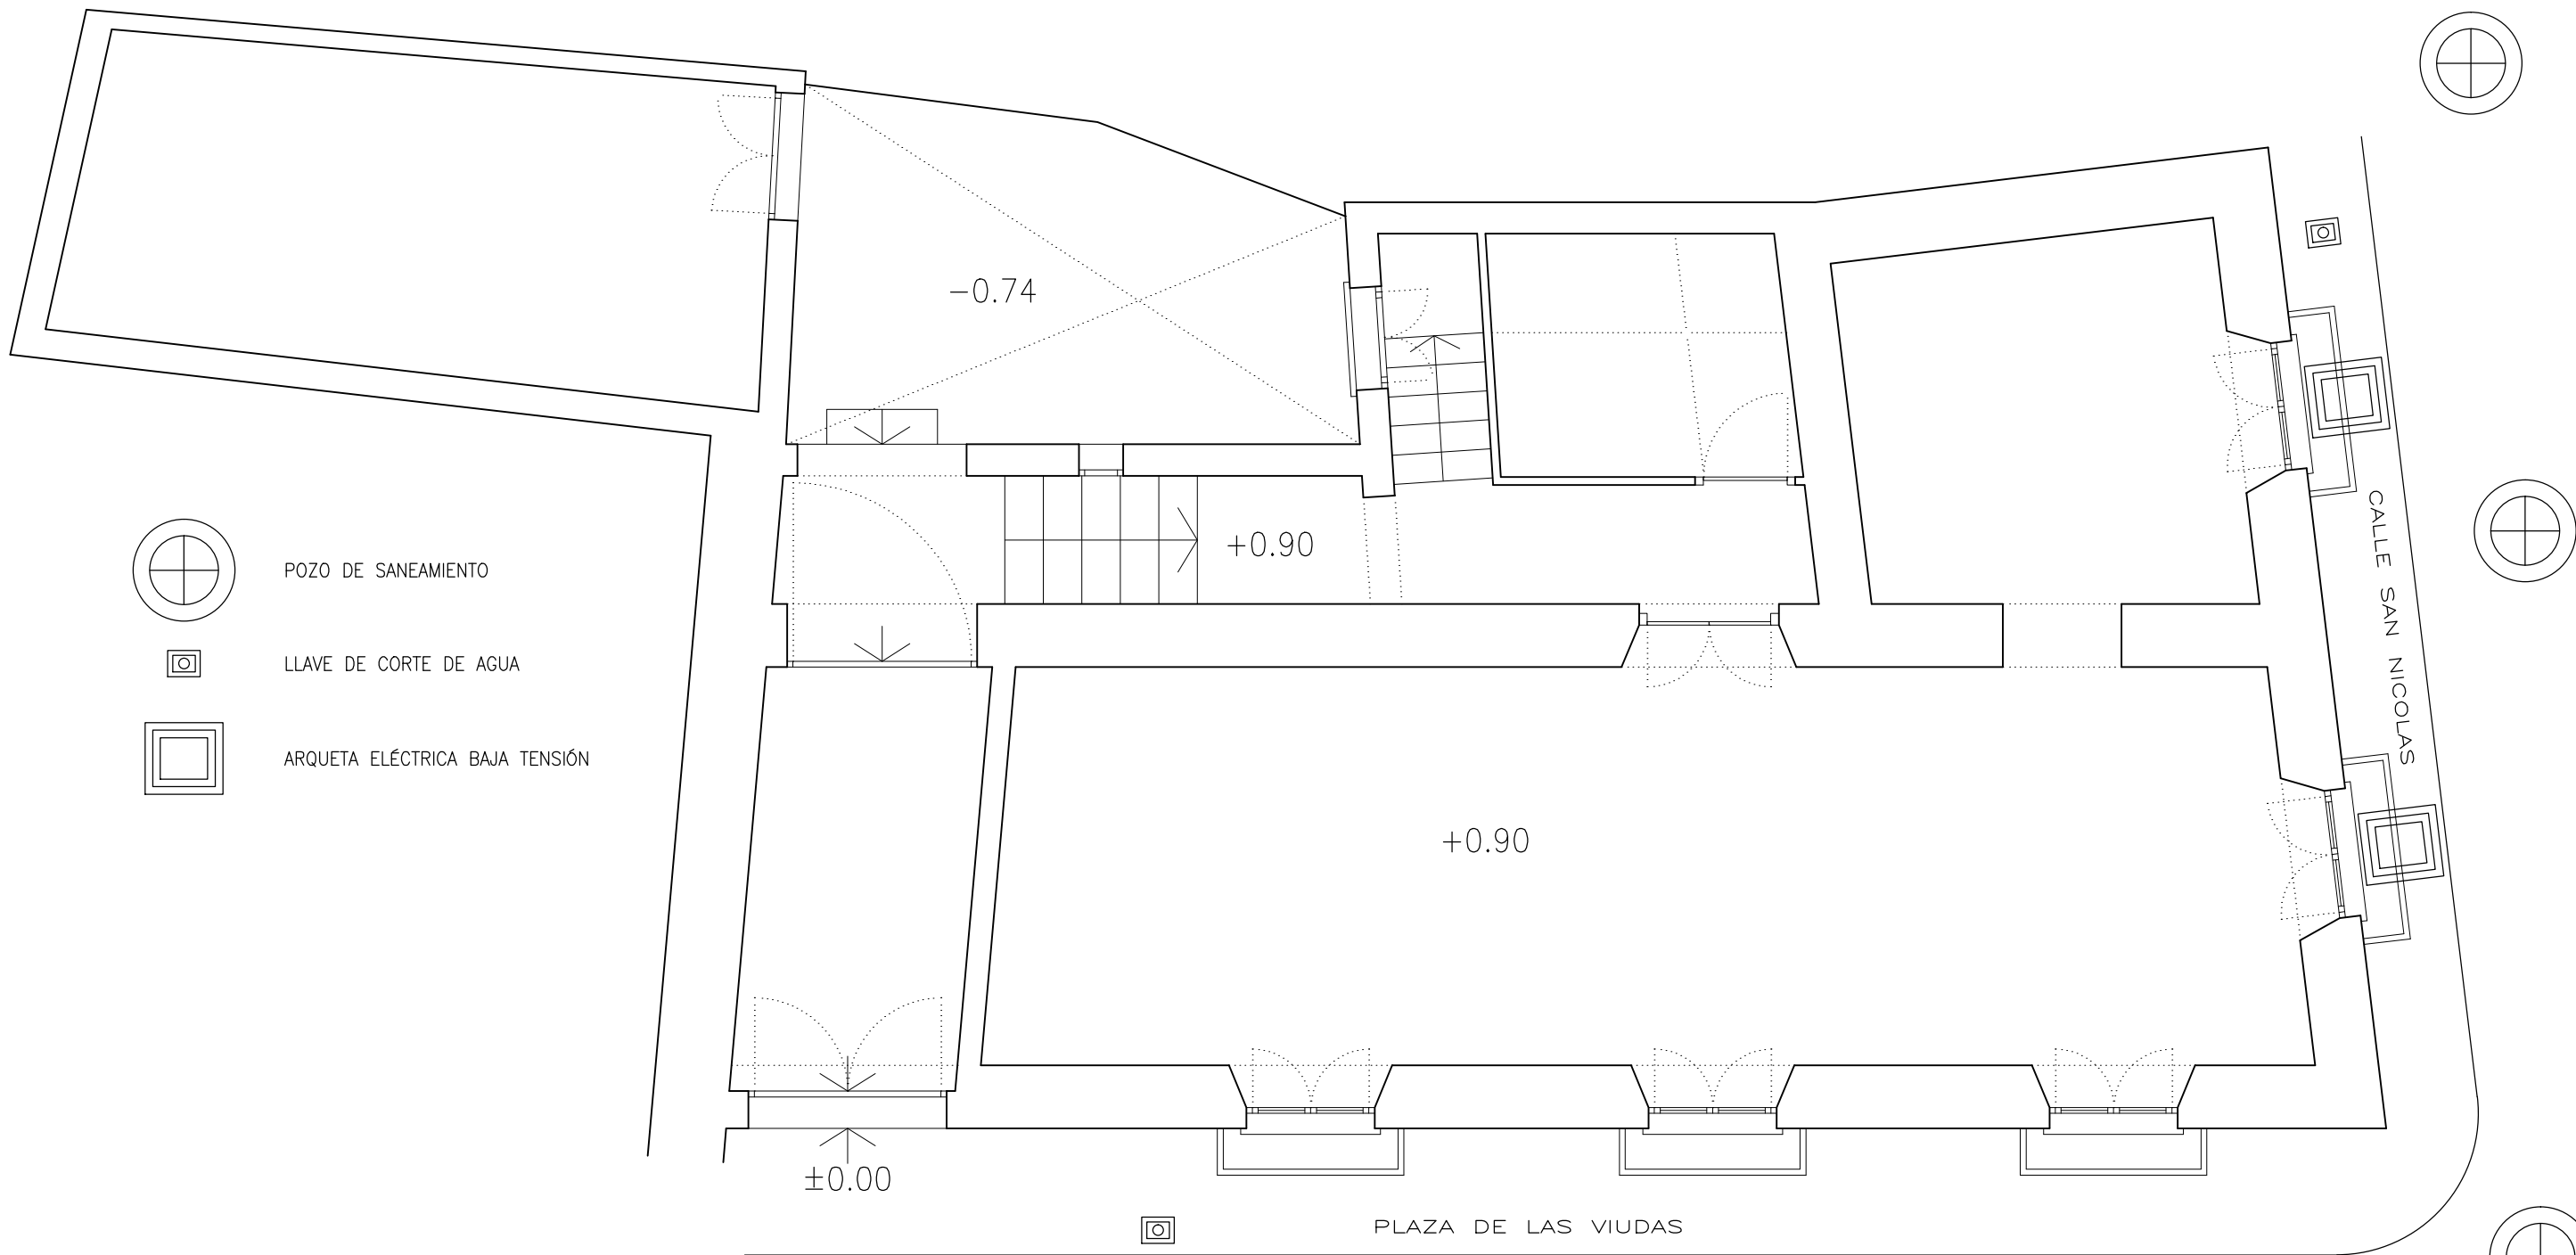 -0.74
+0.90
POZO DE SANEAMIENTO
LLAVE DE CORTE DE AGUA
ARQUETA ELÉCTRICA BAJA TENSIÓN
CALLE SAN NICOLAS
+0.90
±0.00
PLAZA DE LAS VIUDAS